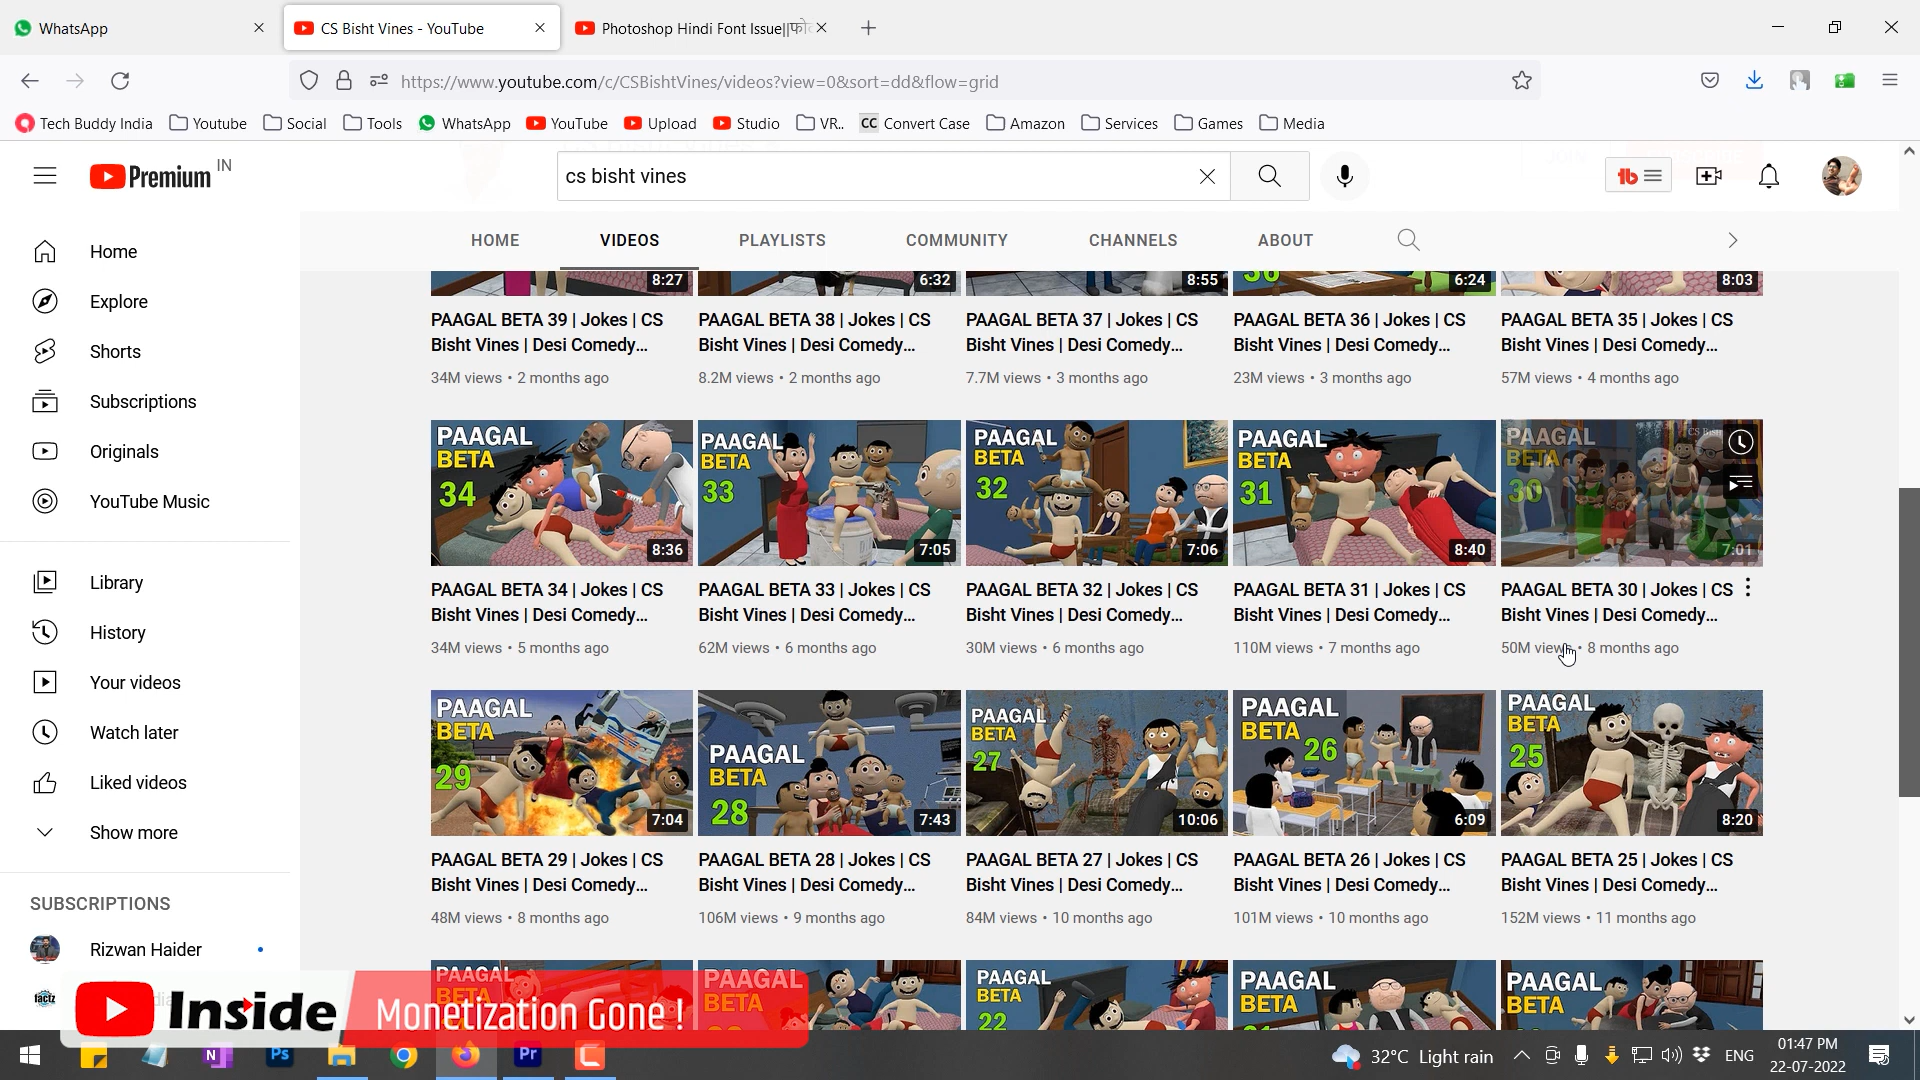 WhatsApp
CS Bisht Vines - YouTube
Photoshop Hindi Font Issue||फोट
https://www.youtube.com/c/CSBishtVines/videos?view=0&sort=dd&flow=grid
Tech Buddy India
Youtube
Social
Tools
WhatsApp
YouTube
Upload
Studio
VR..
CC Convert Case
Amazon
Services
Games
Media
Premium IN
cs bisht vines
HOME
VIDEOS
PLAYLISTS
COMMUNITY
CHANNELS
ABOUT
Home
Explore
Shorts
Subscriptions
Originals
YouTube Music
Library
History
Your videos
Watch later
Liked videos
Show more
SUBSCRIPTIONS
Rizwan Haider
factz
8:27
6:32
8:55
36
6:24
8:03
PAAGAL BETA 39 | Jokes | CS
Bisht Vines | Desi Comedy...
34M views • 2 months ago
PAAGAL BETA 38 | Jokes | CS
Bisht Vines | Desi Comedy...
8.2M views • 2 months ago
PAAGAL BETA 37 | Jokes | CS
Bisht Vines | Desi Comedy...
7.7M views • 3 months ago
PAAGAL BETA 36 | Jokes | CS
Bisht Vines | Desi Comedy...
23M views • 3 months ago
PAAGAL BETA 35 | Jokes | CS
Bisht Vines | Desi Comedy...
57M views • 4 months ago
PAAGAL
BETA
34
8:36
PAAGAL
BETA
33
7:05
PAAGAL
BETA
32
7:06
PAAGAL
BETA
31
8:40
PAAGAL
BETA
30
7:01
PAAGAL BETA 34 | Jokes | CS
Bisht Vines | Desi Comedy...
34M views • 5 months ago
PAAGAL BETA 33 | Jokes | CS
Bisht Vines | Desi Comedy...
62M views • 6 months ago
PAAGAL BETA 32 | Jokes | CS
Bisht Vines | Desi Comedy...
30M views • 6 months ago
PAAGAL BETA 31 | Jokes | CS
Bisht Vines | Desi Comedy...
110M views • 7 months ago
PAAGAL BETA 30 | Jokes | CS
Bisht Vines | Desi Comedy...
50M views • 8 months ago
PAAGAL
BETA
29
7:04
PAAGAL
BETA
28
7:43
PAAGAL
BETA
27
10:06
PAAGAL
BETA
26
6:09
PAAGAL
BETA
25
8:20
PAAGAL BETA 29 | Jokes | CS
Bisht Vines | Desi Comedy...
48M views • 8 months ago
PAAGAL BETA 28 | Jokes | CS
Bisht Vines | Desi Comedy...
106M views • 9 months ago
PAAGAL BETA 27 | Jokes | CS
Bisht Vines | Desi Comedy...
84M views • 10 months ago
PAAGAL BETA 26 | Jokes | CS
Bisht Vines | Desi Comedy...
101M views • 10 months ago
PAAGAL BETA 25 | Jokes | CS
Bisht Vines | Desi Comedy...
152M views • 11 months ago
PAAGAL
BETA
PAAGAL
BETA
PAAGAL
BETA
22
PAAGAL
BETA
PAAGAL
BETA
Inside
Monetization Gone !
N
Ps
Pr
32°C Light rain
ENG
01:47 PM
22-07-2022